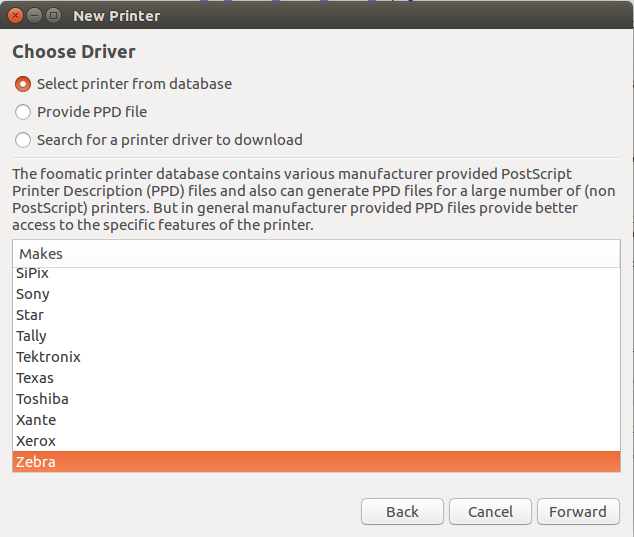 New Printer
Choose Driver
Select printer from database
Provide PPD file
Search for a printer driver to download
The foomatic printer database contains various manufacturer provided PostScript
Printer Description (PPD) files and also can generate PPD files for a large number of (non
PostScript) printers. But in general manufacturer provided PPD files provide better
access to the specific features of the printer.
Makes
SiPix
Sony
Star
Tally
Tektronix
Texas
Toshiba
Xante
Xerox
Zebra
Back
Cancel
Forward